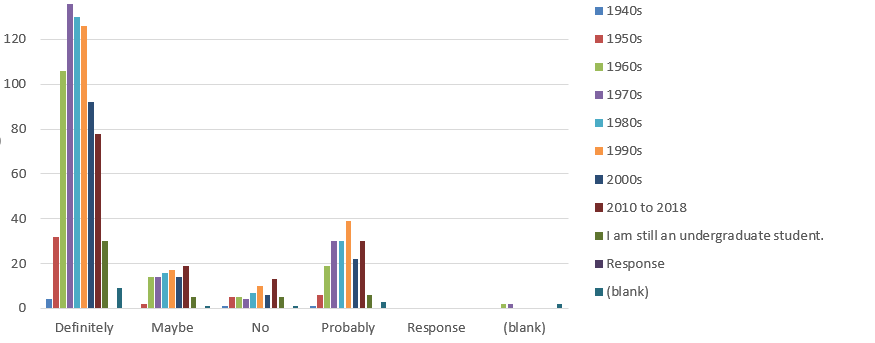 120
100
80
60
40
20
0
Definitely Maybe No Probably Response (blank)
1940s
1950s
1960s
1970s
1980s
1990s
2000s
2010 to 2018
I am still an undergraduate student.
Response
(blank)